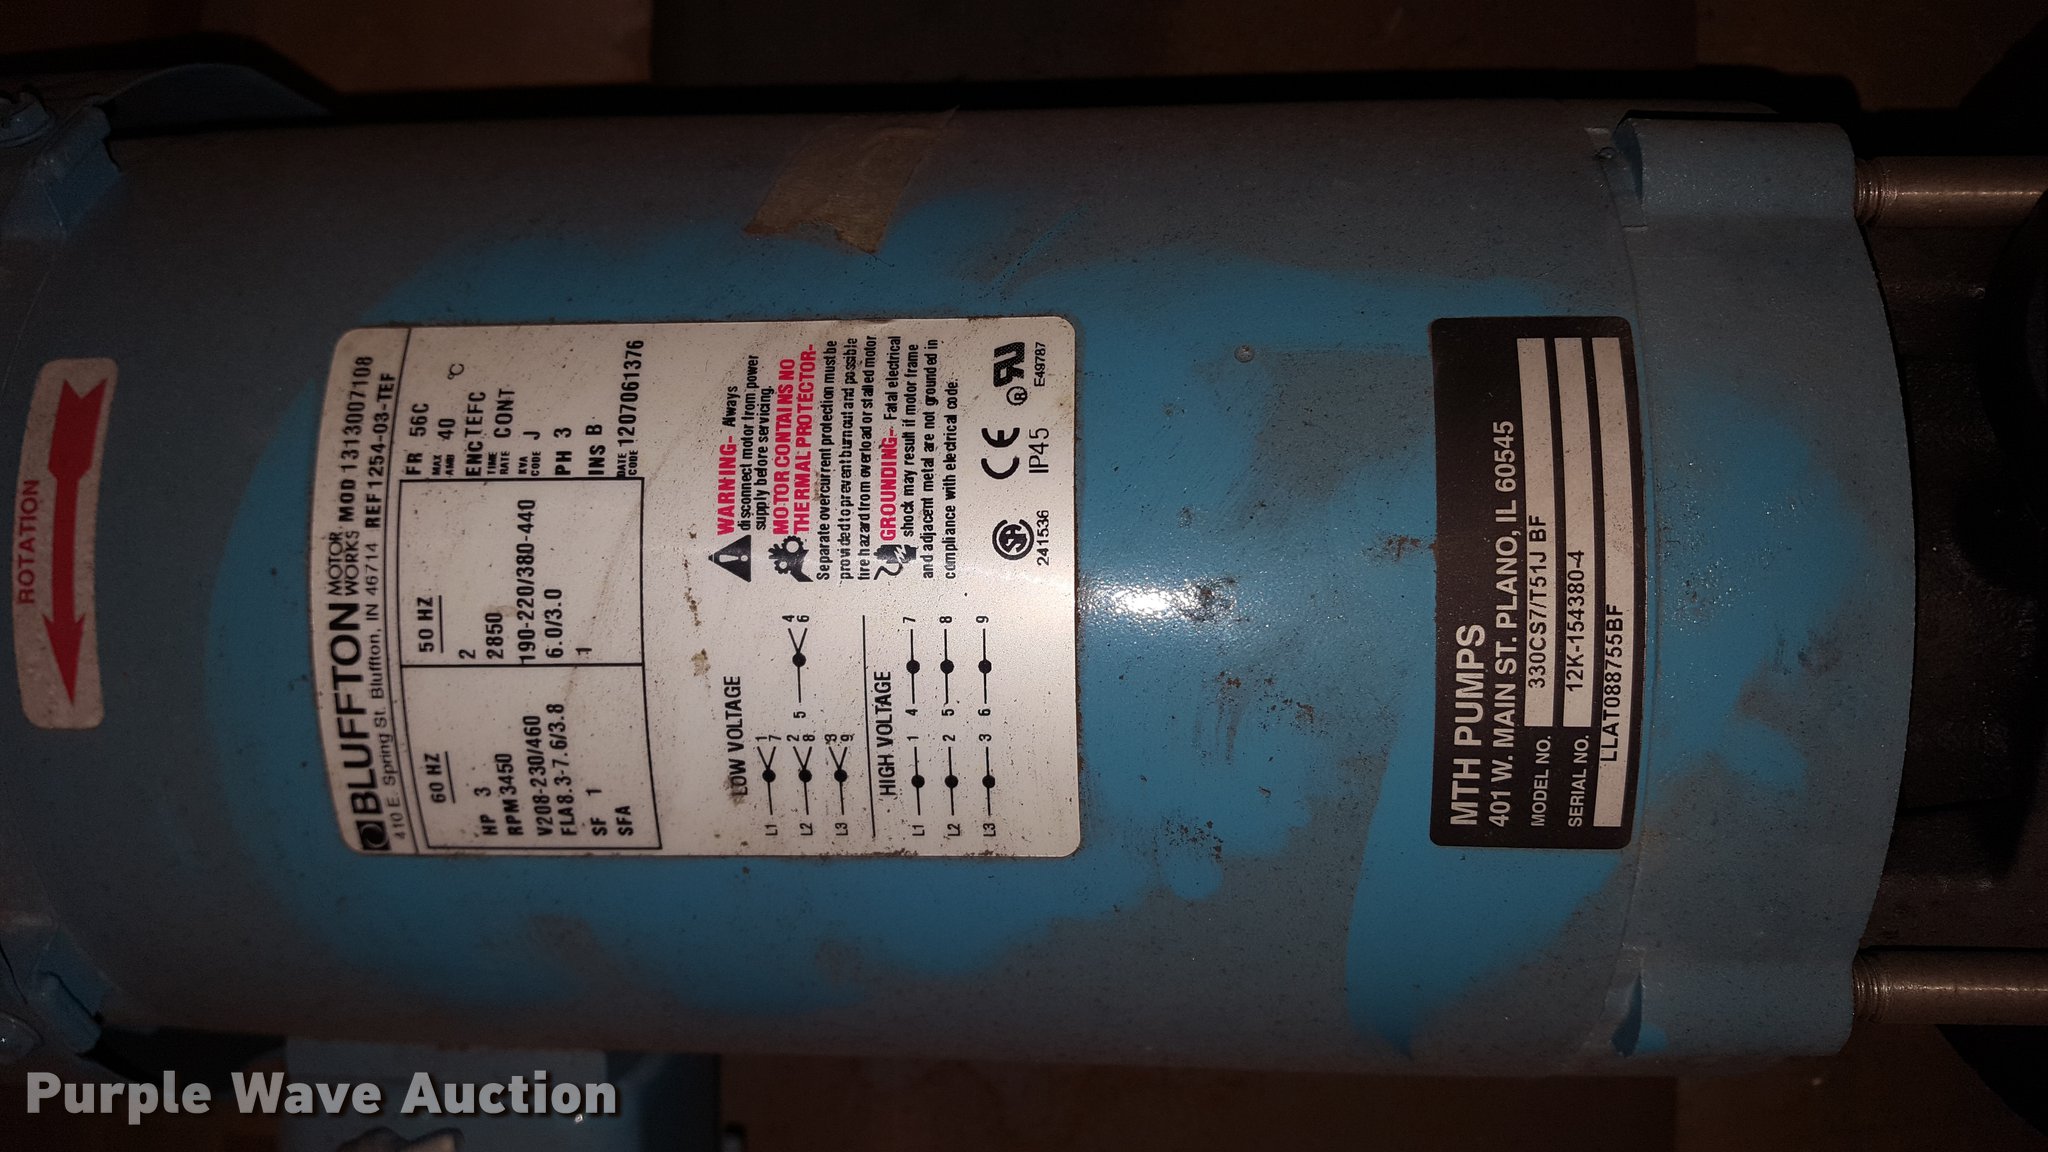 ROTATION
BLUFFTON MOTOR WORKS MOD 1313007108
410 E. Spring St. Bluffton, IN 46714 REF 1254-03-TEF
60 HZ 50 HZ FR 56C
HP 3 2 MAX AMB 40 °C
RPM 3450 2850 ENC TEFC
V 208-230/460 190-220/380-440 TIME RATE CONT
FLA 8.3-7.6/3.8 6.0/3.0 KVA CODE J
SF 1 1 PH 3
SFA INS B
DATE CODE 1207061376
LOW VOLTAGE
L1 1 7
L2 2 8 5 4 6
L3 3 9
HIGH VOLTAGE
L1 1 4 7
L2 2 5 8
L3 3 6 9
WARNING- Always
disconnect motor from power
supply before servicing.
MOTOR CONTAINS NO
THERMAL PROTECTOR-
Separate overcurrent protection must be
provided to prevent burn cut and possible
fire hazard from overload or stalled motor
GROUNDING- Fatal electrical
shock may result if motor frame
and adjacent metal are not grounded in
compliance with electrical code.
241536 IP45 E49787
MTH PUMPS
401 W. MAIN ST. PLANO, IL 60545
MODEL NO. 330CS7/T51J BF
SERIAL NO. 12K-154380-4
LLAT088755BF
Purple Wave Auction